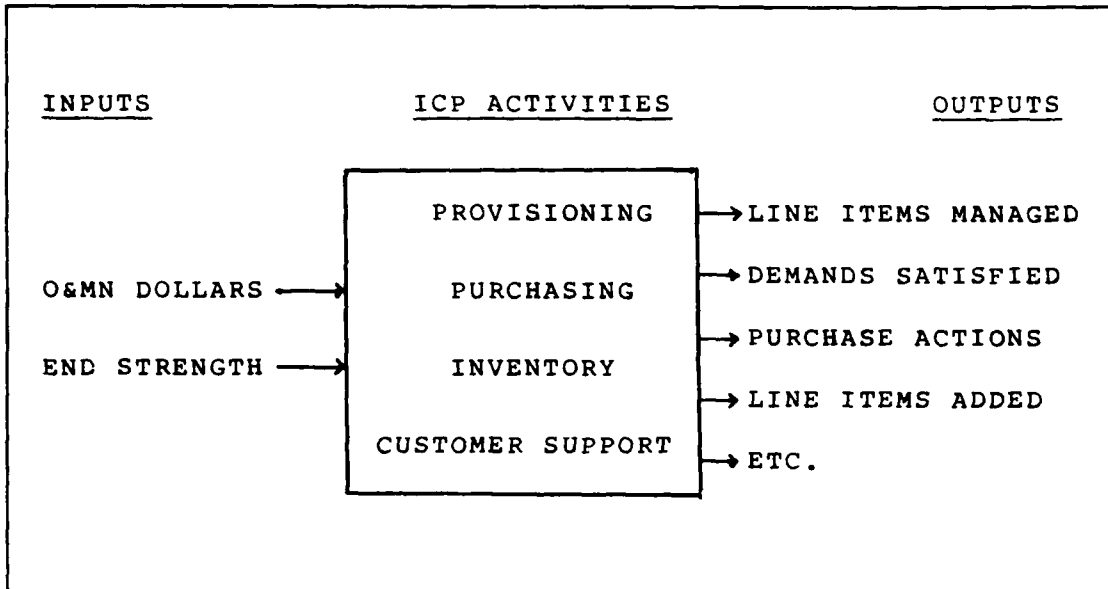 INPUTS ICP ACTIVITIES OUTPUTS
PROVISIONING LINE ITEMS MANAGED
DEMANDS SATISFIED
O&MN DOLLARS PURCHASING
PURCHASE ACTIONS
END STRENGTH INVENTORY
LINE ITEMS ADDED
CUSTOMER SUPPORT
ETC.